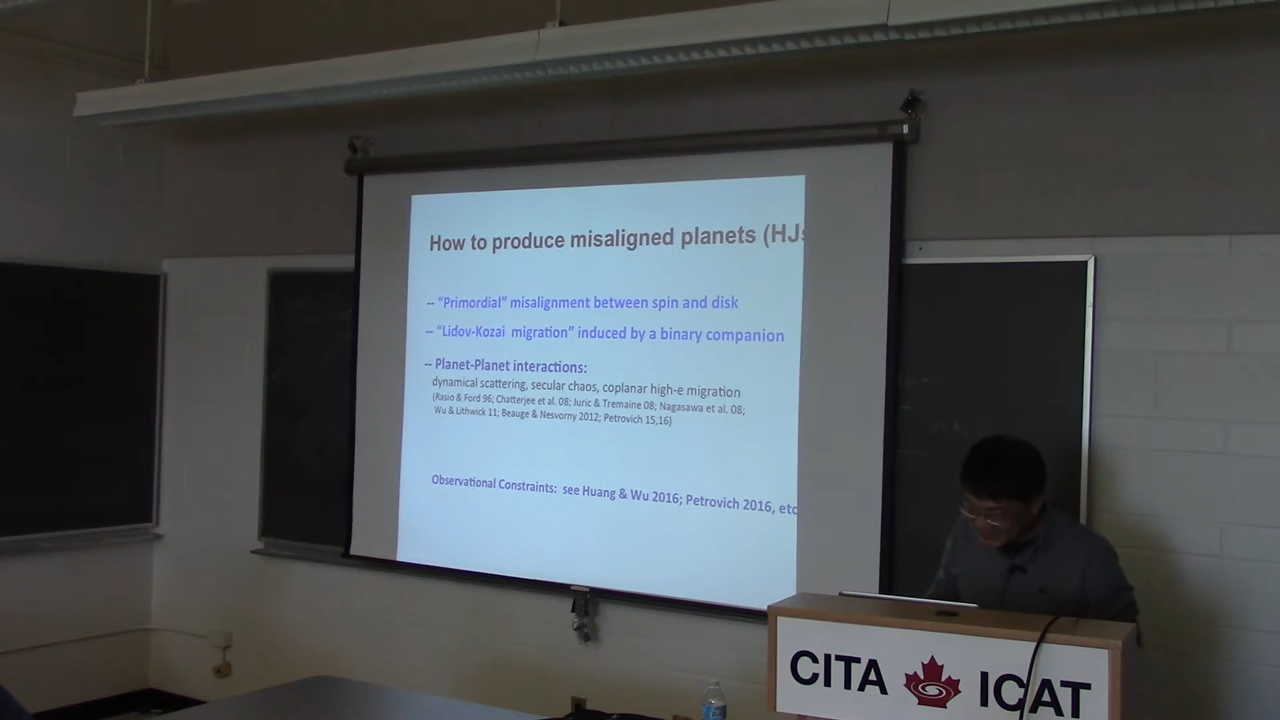 How to produce misaligned planets (HJs
-- “Primordial” misalignment between spin and disk
-- “Lidov-Kozai migration” induced by a binary companion
-- Planet-Planet interactions:
dynamical scattering, secular chaos, coplanar high-e migration
(Rasio & Ford 96; Chatterjee et al. 08; Juric & Tremaine 08; Nagasawa et al. 08;
Wu & Lithwick 11; Beauge & Nesvorny 2012; Petrovich 15,16)
Observational Constraints: see Huang & Wu 2016; Petrovich 2016, etc
CITA ICAT